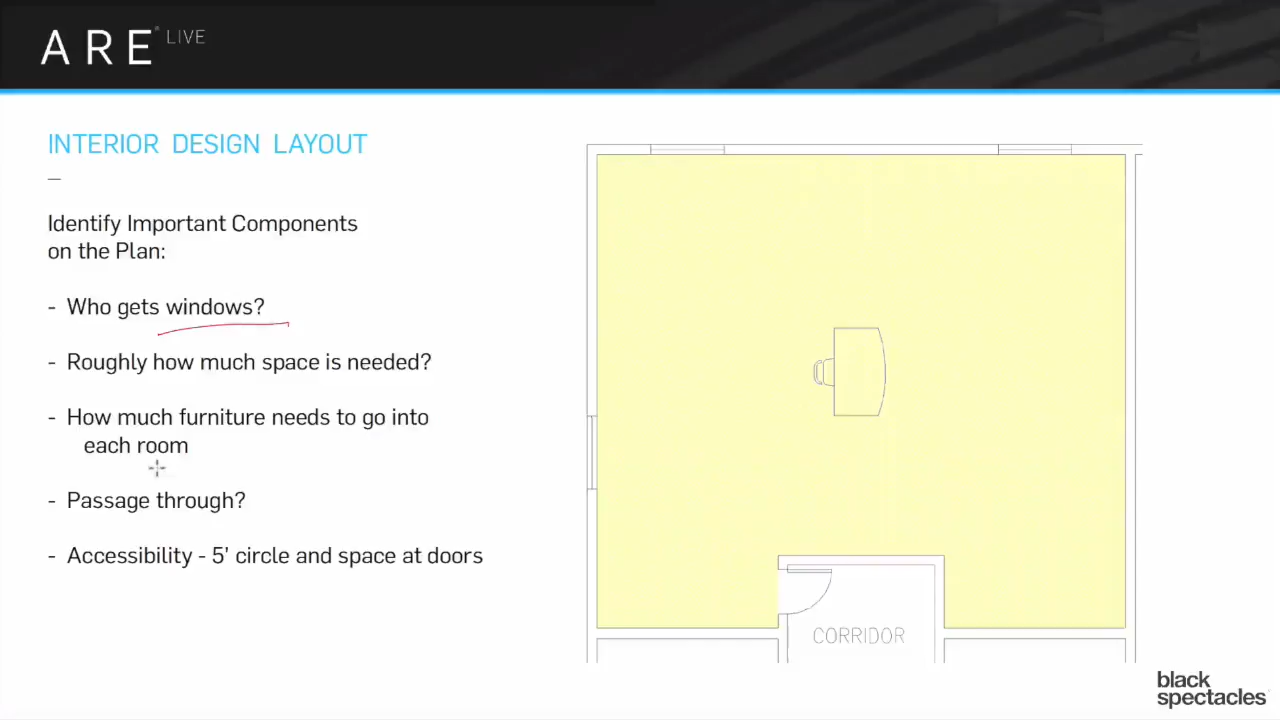 ARE® LIVE
INTERIOR DESIGN LAYOUT
Identify Important Components
on the Plan:
- Who gets windows?
- Roughly how much space is needed?
- How much furniture needs to go into
each room
- Passage through?
- Accessibility - 5' circle and space at doors
CORRIDOR
black
spectacles